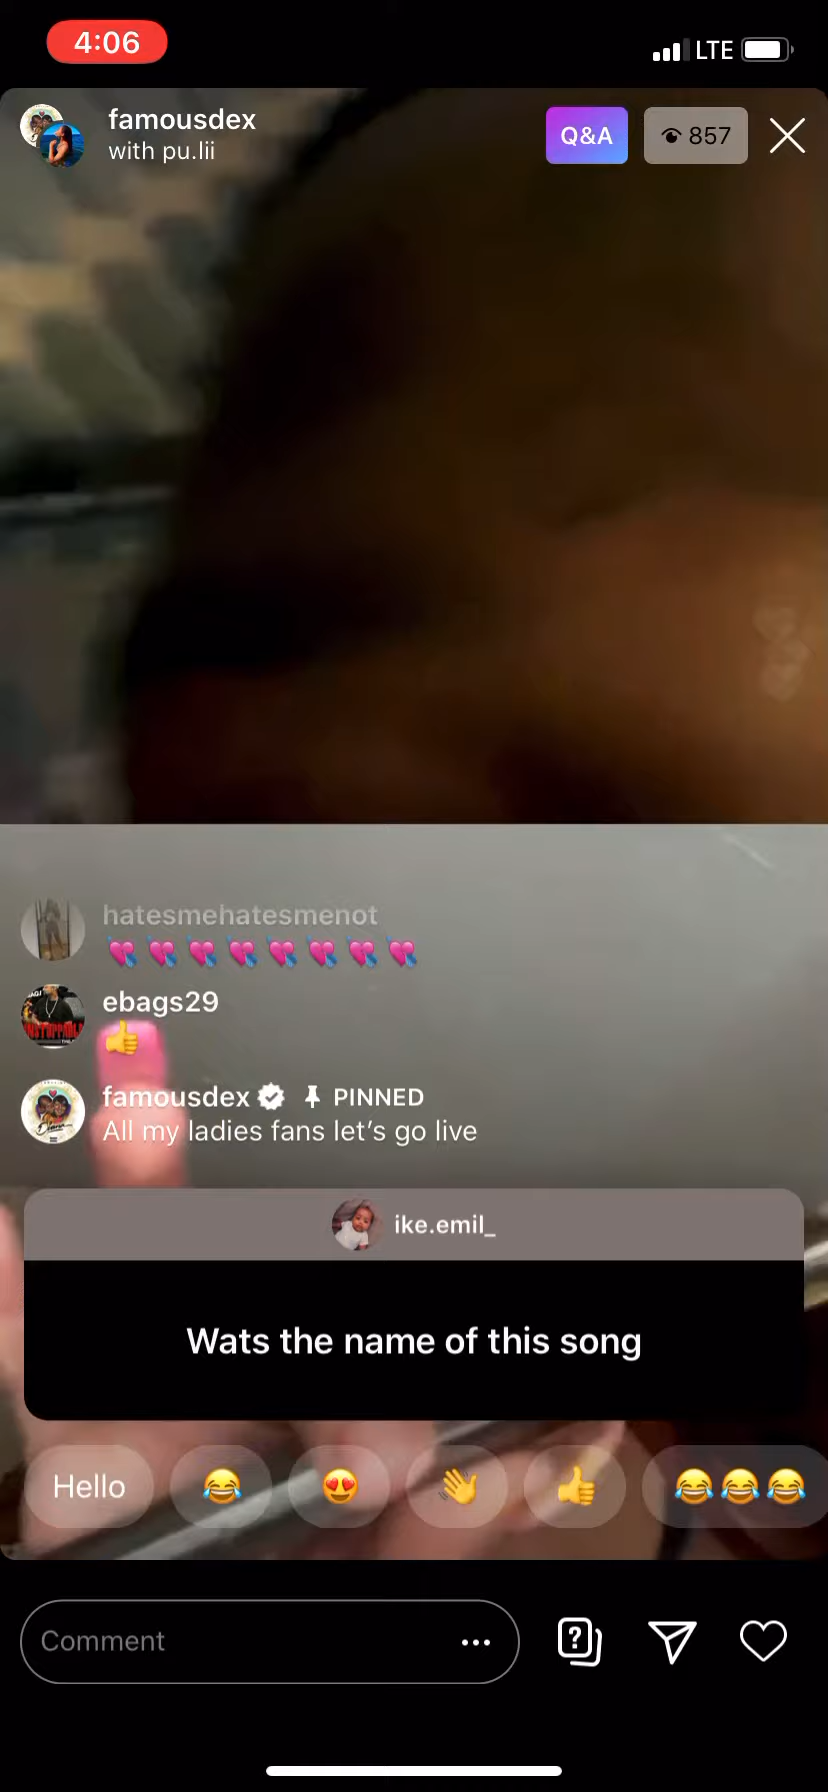 4:06
LTE
famousdex
with pu.lii
Q&A
857
hatesmehatesmenot
💘💘💘💘💘💘💘💘
ebags29
👍
famousdex PINNED
All my ladies fans let’s go live
ike.emil_
Wats the name of this song
Hello 😂 😍 👋 👍 😂😂😂
Comment